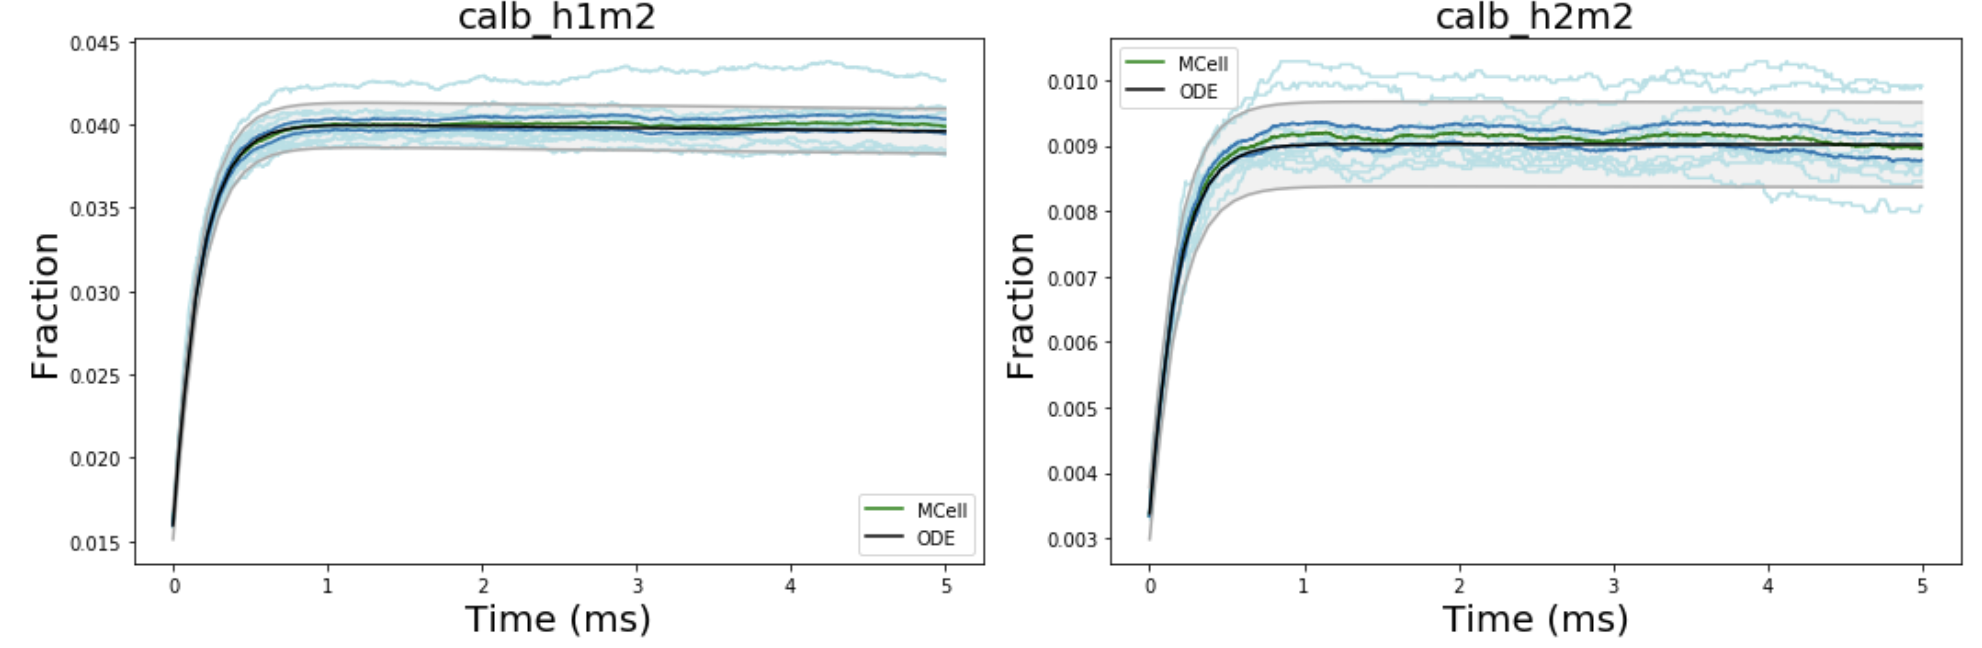 calb_h1m2
0.045
0.040
0.035
0.030
0.025
0.020
0.015
Fraction
MCell
ODE
0 1 2 3 4 5
Time (ms)
calb_h2m2
MCell
ODE
0.010
0.009
0.008
0.007
0.006
0.005
0.004
0.003
Fraction
0 1 2 3 4 5
Time (ms)